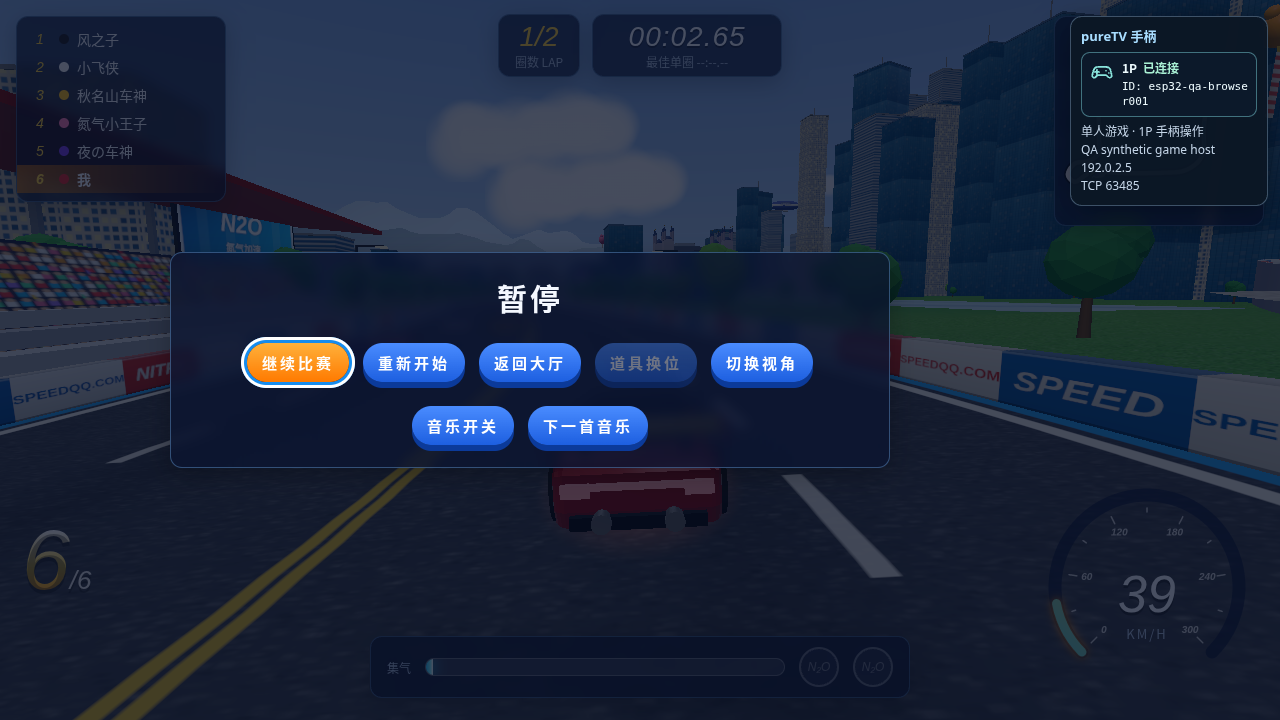 1 风之子
2 小飞侠
3 秋名山车神
4 氮气小王子
5 夜の车神
6 我
1/2
圈数 LAP
00:02.65
最佳单圈 --:--.--
pureTV 手柄
1P 已连接
ID: esp32-qa-browse
r001
单人游戏 · 1P 手柄操作
QA synthetic game host
192.0.2.5
TCP 63485
N2O
氮气加速
暂停
继续比赛 重新开始 返回大厅 道具换位 切换视角
音乐开关 下一首音乐
SPEEDQQ.COM
SPEEDQQ.COM
SPEED
6/6
0 60 120 180 240 300
39
KM/H
集气
N₂O N₂O